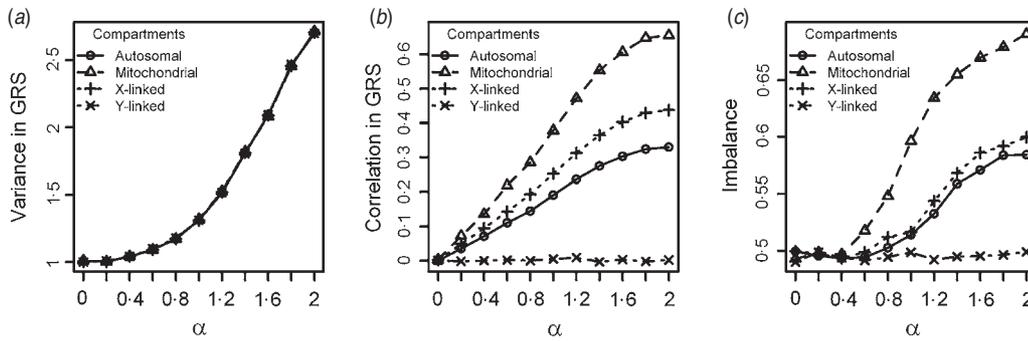 (a)
Compartments
Autosomal
Mitochondrial
X-linked
Y-linked
Variance in GRS
2·5
2
1·5
1
0
0·4
0·8
1·2
1·6
2
α
(b)
Compartments
Autosomal
Mitochondrial
X-linked
Y-linked
Correlation in GRS
0·6
0·5
0·4
0·3
0·2
0·1
0
0
0·4
0·8
1·2
1·6
2
α
(c)
Compartments
Autosomal
Mitochondrial
X-linked
Y-linked
Imbalance
0·65
0·6
0·55
0·5
0
0·4
0·8
1·2
1·6
2
α